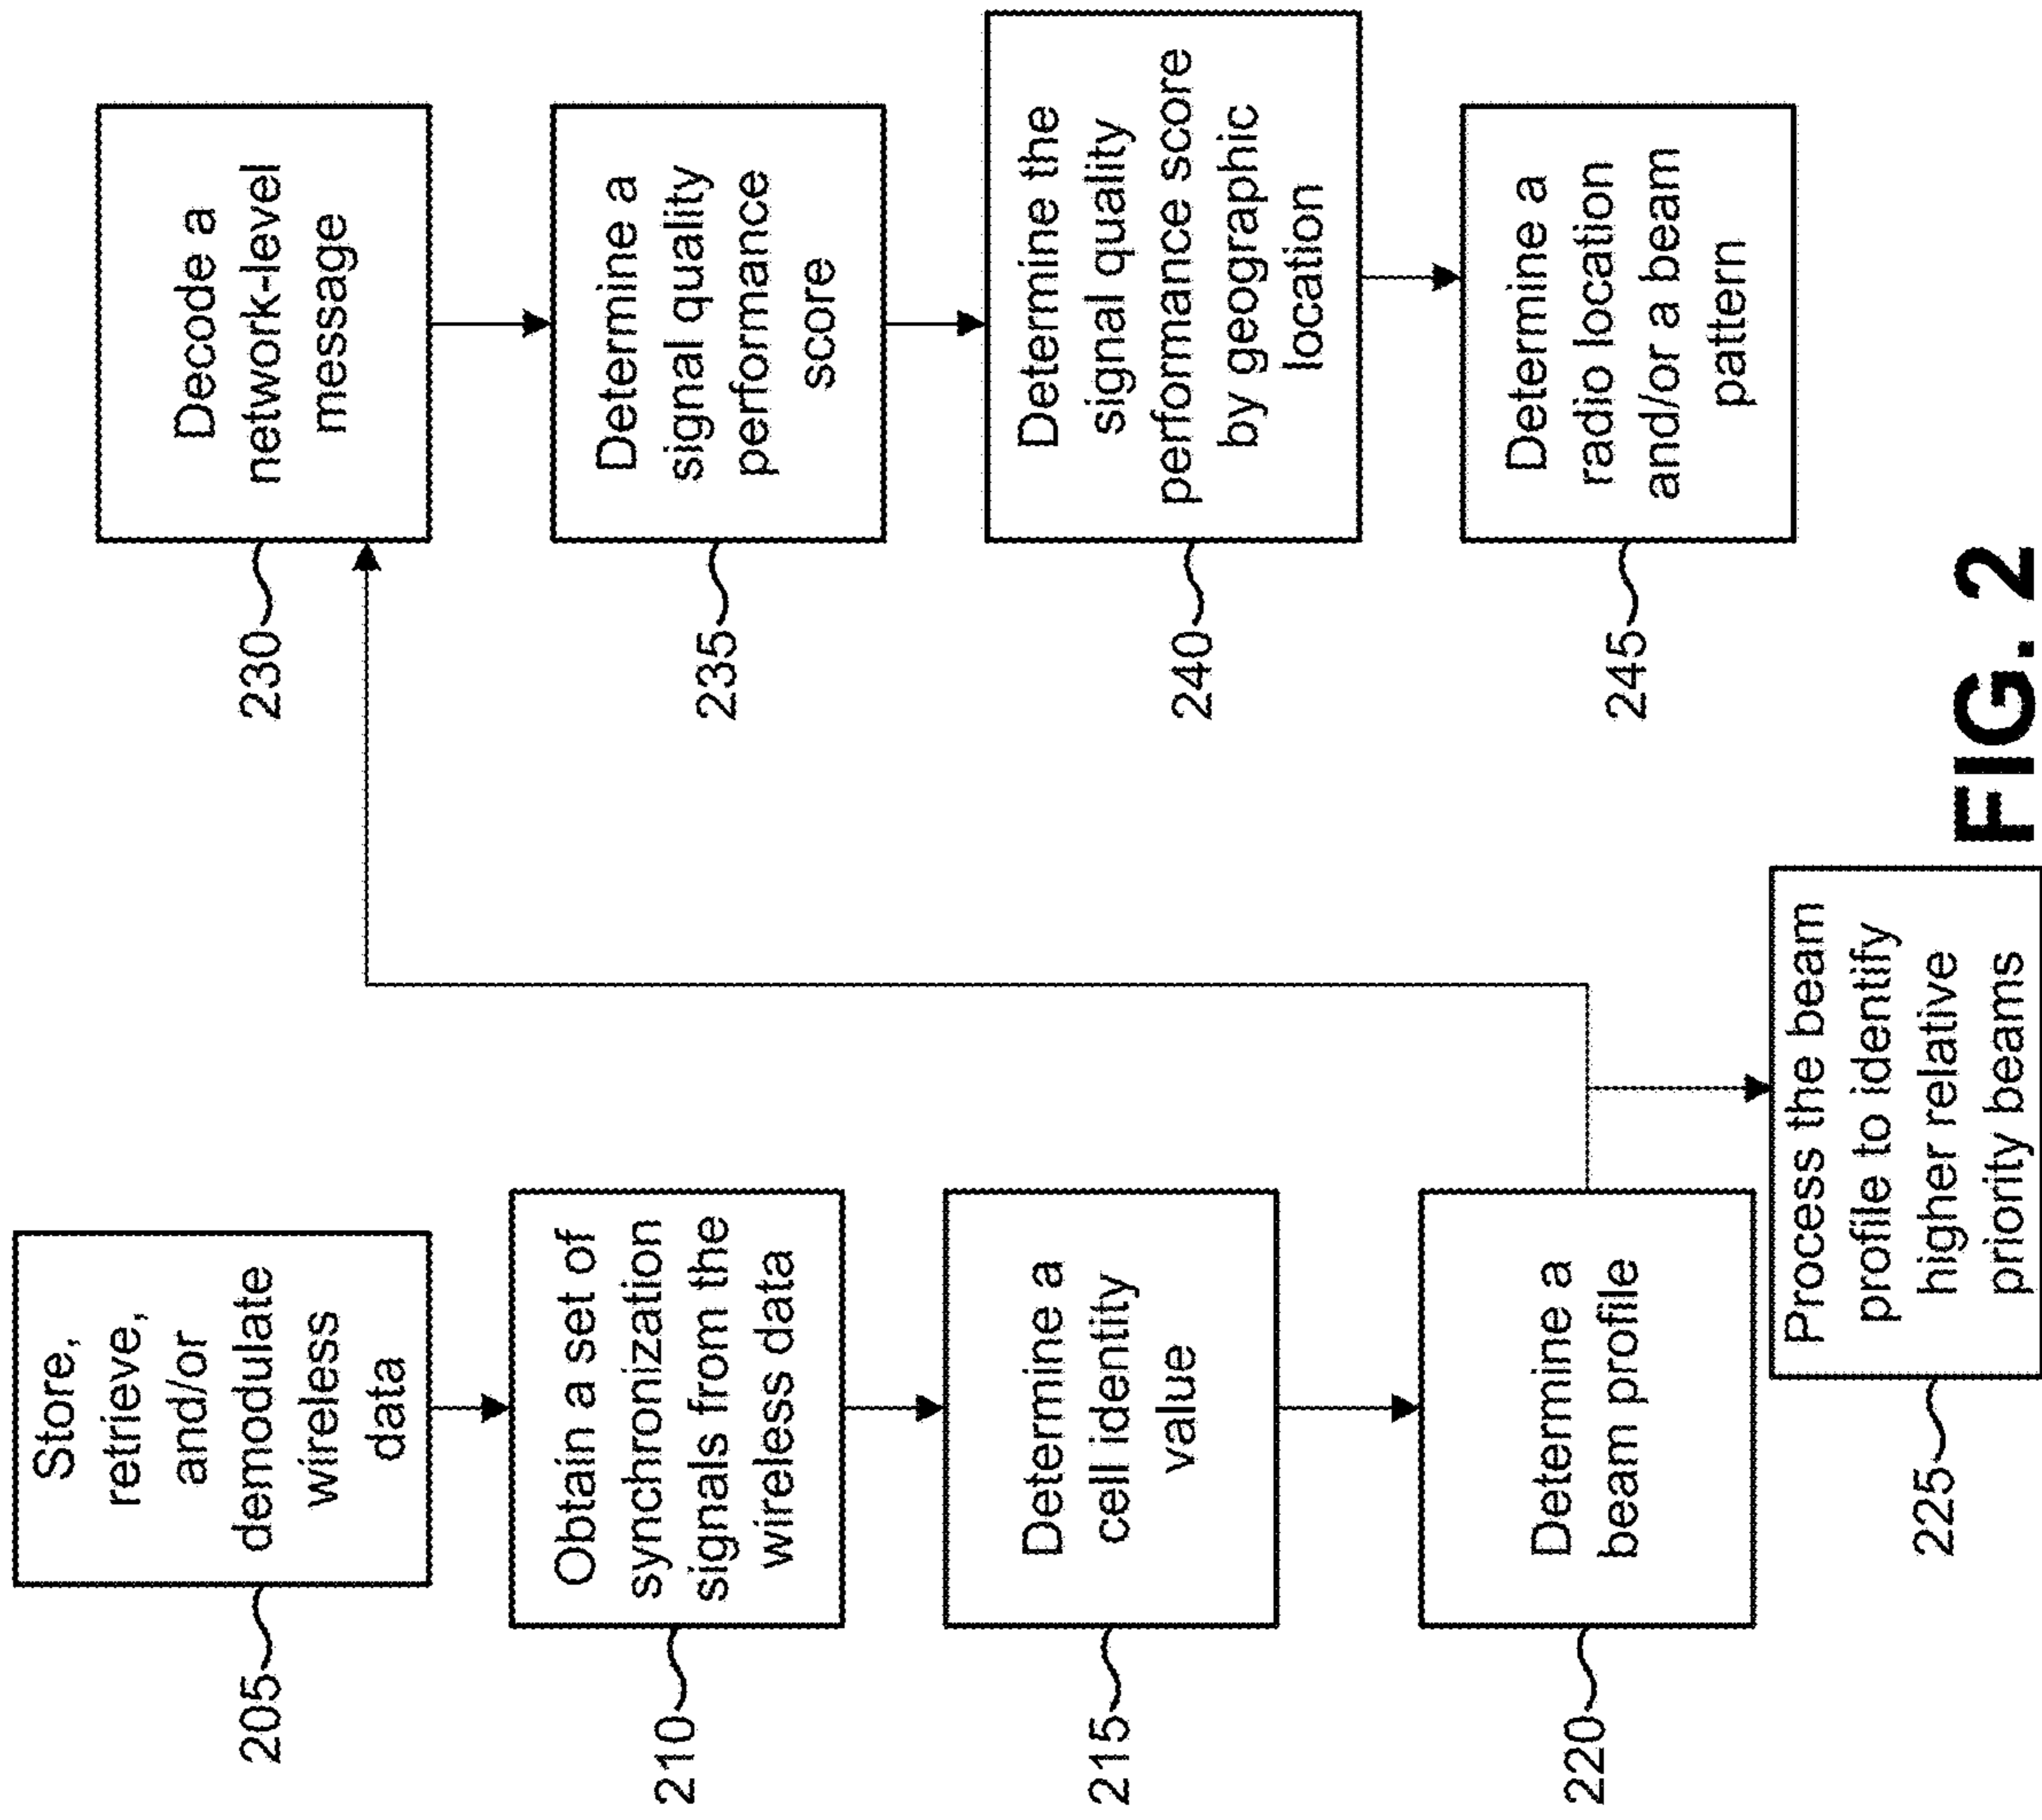 Store,
retrieve,
and/or
demodulate
wireless
data
205
Obtain a set of
synchronization
signals from the
wireless data
210
Determine a
cell identity
value
215
Determine a
beam profile
220
Process the beam
profile to identify
higher relative
priority beams
225
Decode a
network-level
message
230
Determine a
signal quality
performance
score
235
Determine the
signal quality
performance score
by geographic
location
240
Determine a
radio location
and/or a beam
pattern
245
FIG. 2